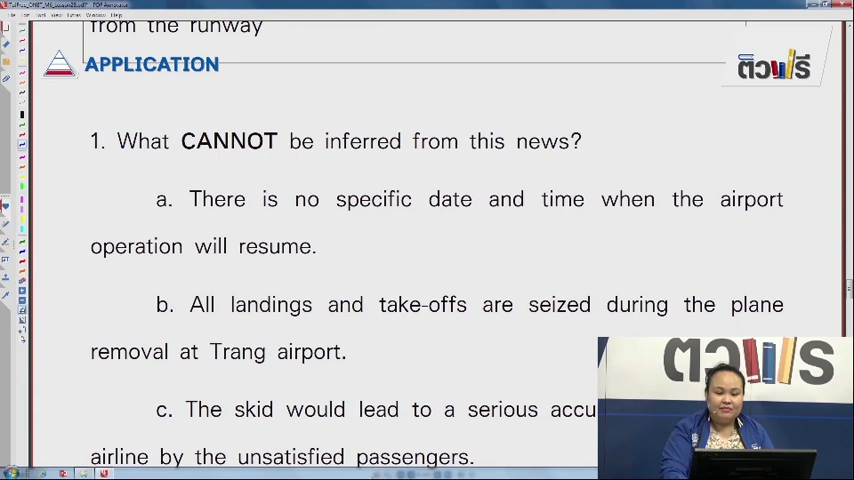 from the runway
APPLICATION
ติวฟรี
1. What CANNOT be inferred from this news?
a. There is no specific date and time when the airport
operation will resume.
b. All landings and take-offs are seized during the plane
removal at Trang airport.
c. The skid would lead to a serious accu
airline by the unsatisfied passengers.